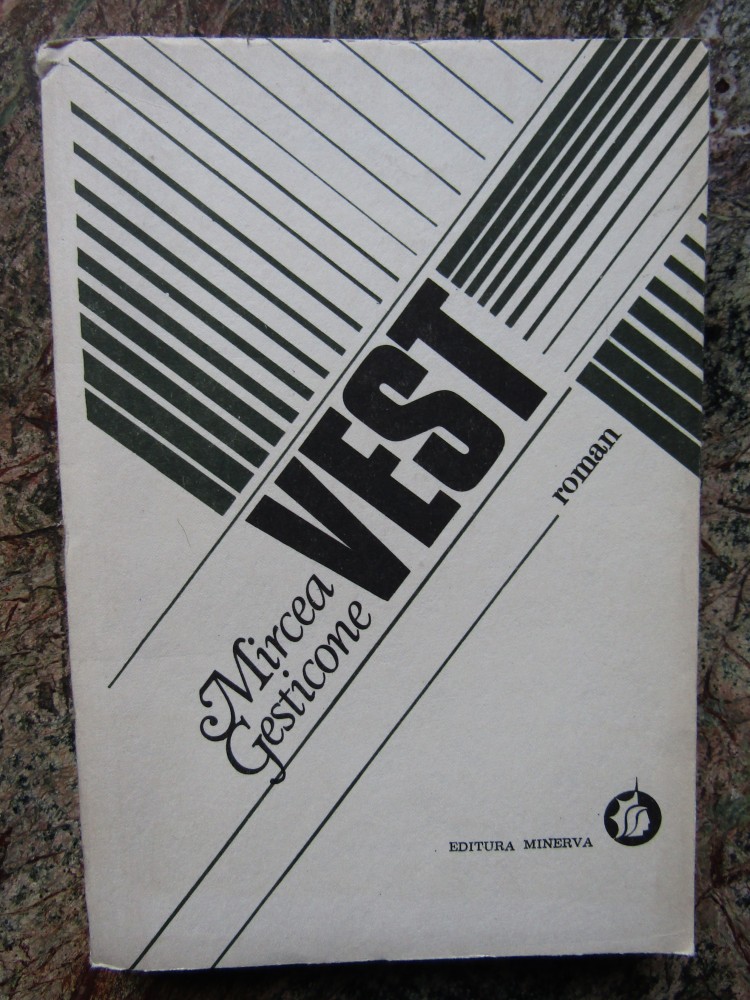 Mircea
Gesticone
VEST
roman
EDITURA MINERVA